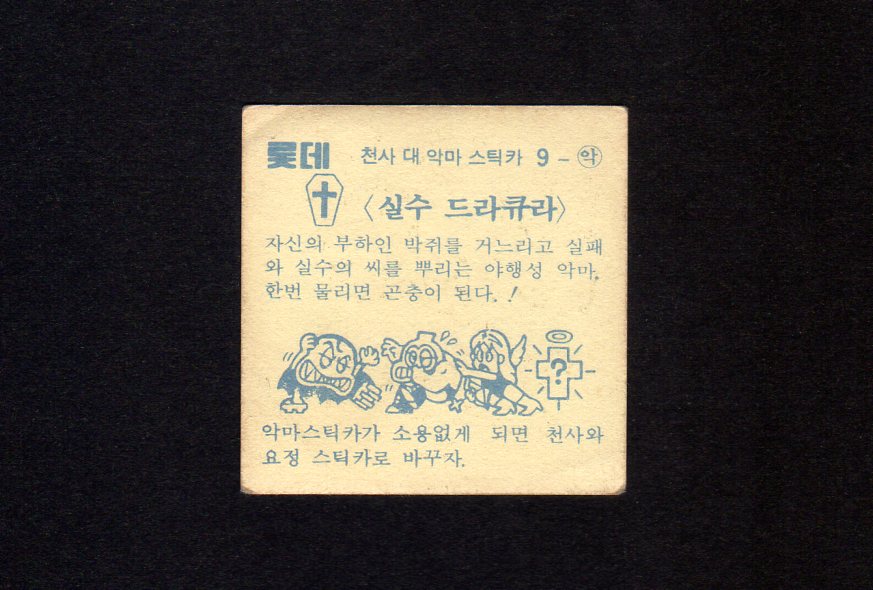 롯데 천사 대 악마 스틱카 9 - 악
〈실수 드라큐라〉
자신의 부하인 박쥐를 거느리고 실패
와 실수의 씨를 뿌리는 야행성 악마.
한번 물리면 곤충이 된다. !
?
악마스틱카가 소용없게 되면 천사와
요정 스틱카로 바꾸자.